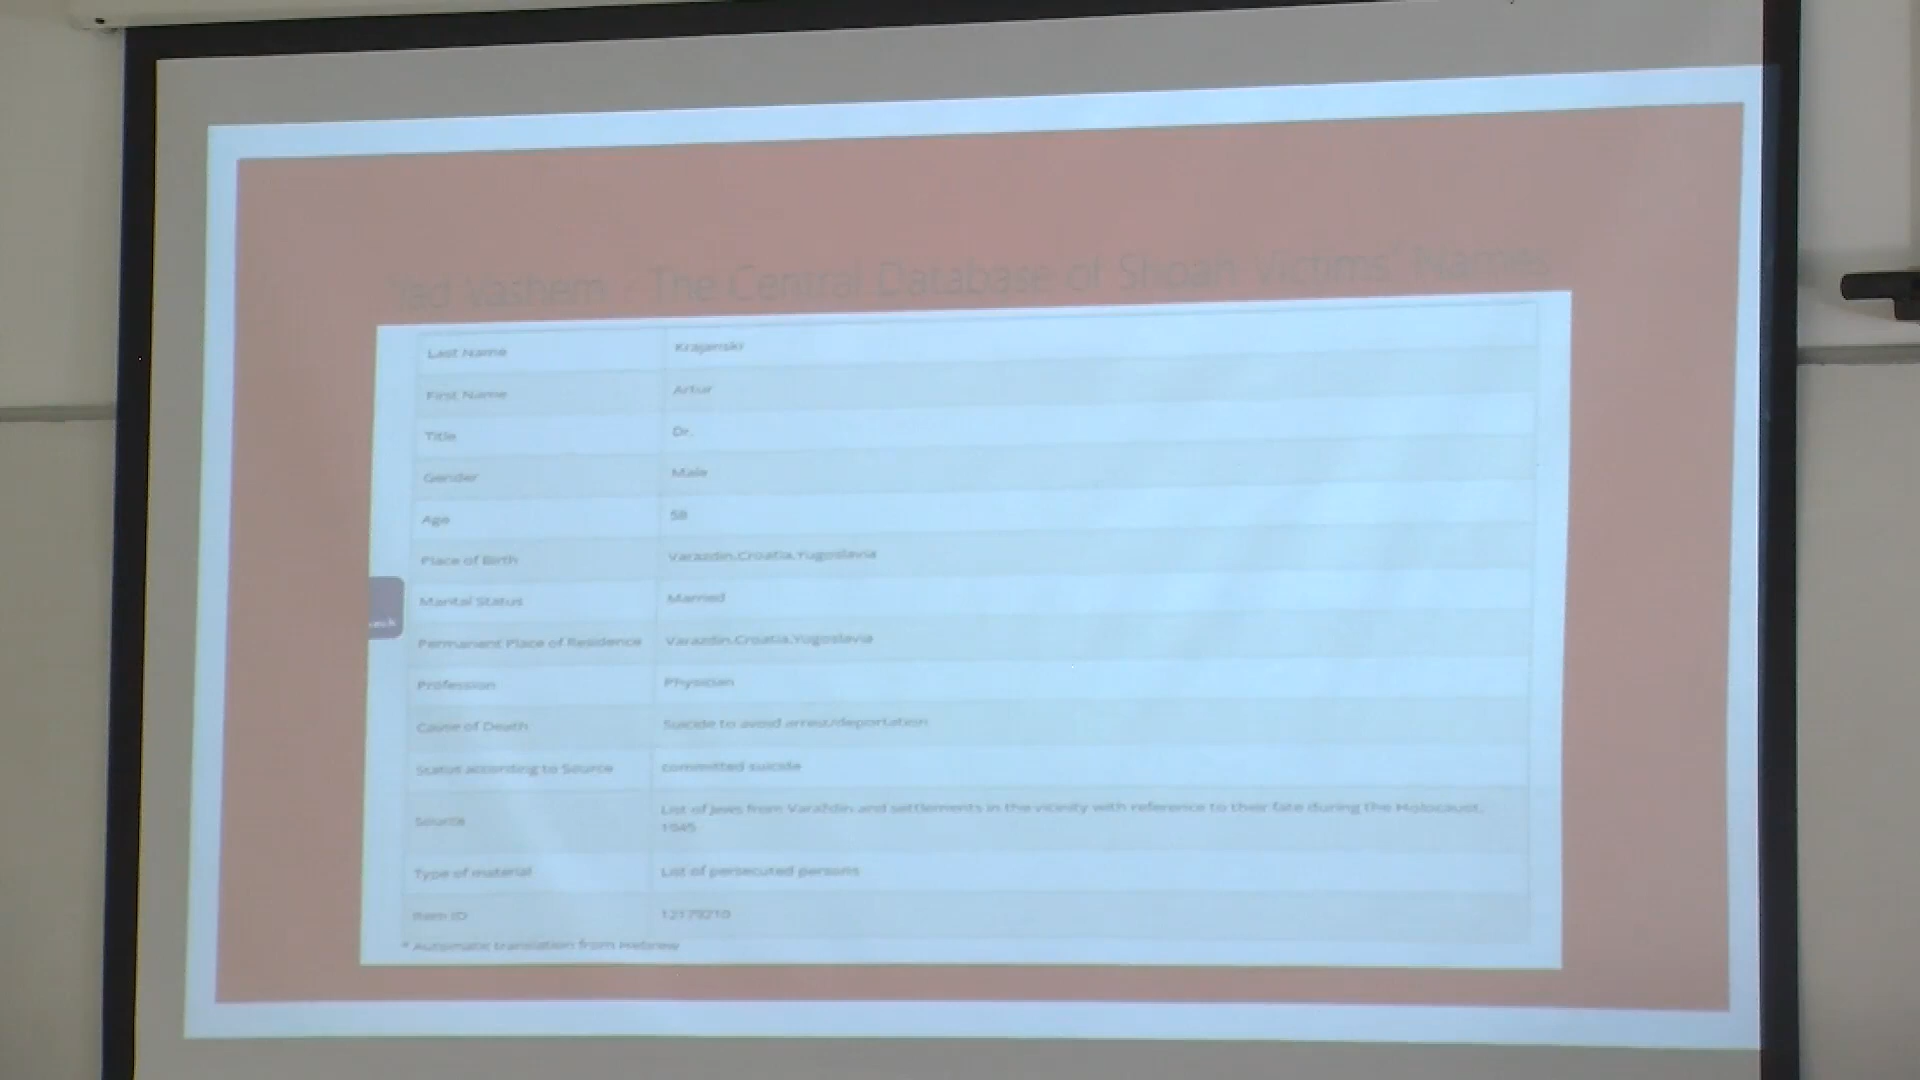 Yad Vashem - The Central Database of Shoah Victims' Names
Last Name Krajanski
First Name Artur
Title Dr.
Gender Male
Age 58
Place of Birth Varazdin,Croatia,Yugoslavia
Marital Status Married
Permanent Place of Residence Varazdin,Croatia,Yugoslavia
Profession Physician
Cause of Death Suicide to avoid arrest/deportation
Status according to Source committed suicide
Source List of Jews from Varaždin and settlements in the vicinity with reference to their fate during the Holocaust,
1945
Type of material List of persecuted persons
Item ID 12179210
* Automatic translation from Hebrew